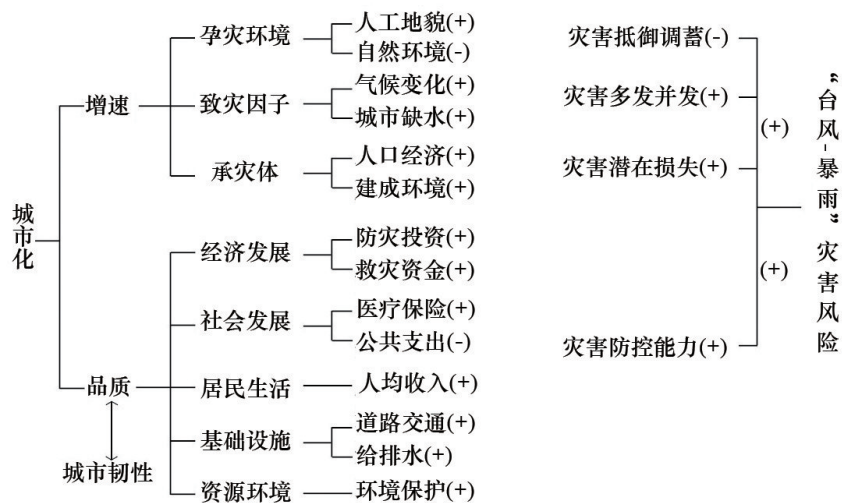 城市化
增速
孕灾环境
人工地貌(+)
自然环境(-)
致灾因子
气候变化(+)
城市缺水(+)
承灾体
人口经济(+)
建成环境(+)
品质
城市韧性
经济发展
防灾投资(+)
救灾资金(+)
社会发展
医疗保险(+)
公共支出(-)
居民生活
人均收入(+)
基础设施
道路交通(+)
给排水(+)
资源环境
环境保护(+)
灾害抵御调蓄(-)
灾害多发并发(+)
灾害潜在损失(+)
(+)
灾害防控能力(+)
(+)
“台风-暴雨”灾害风险